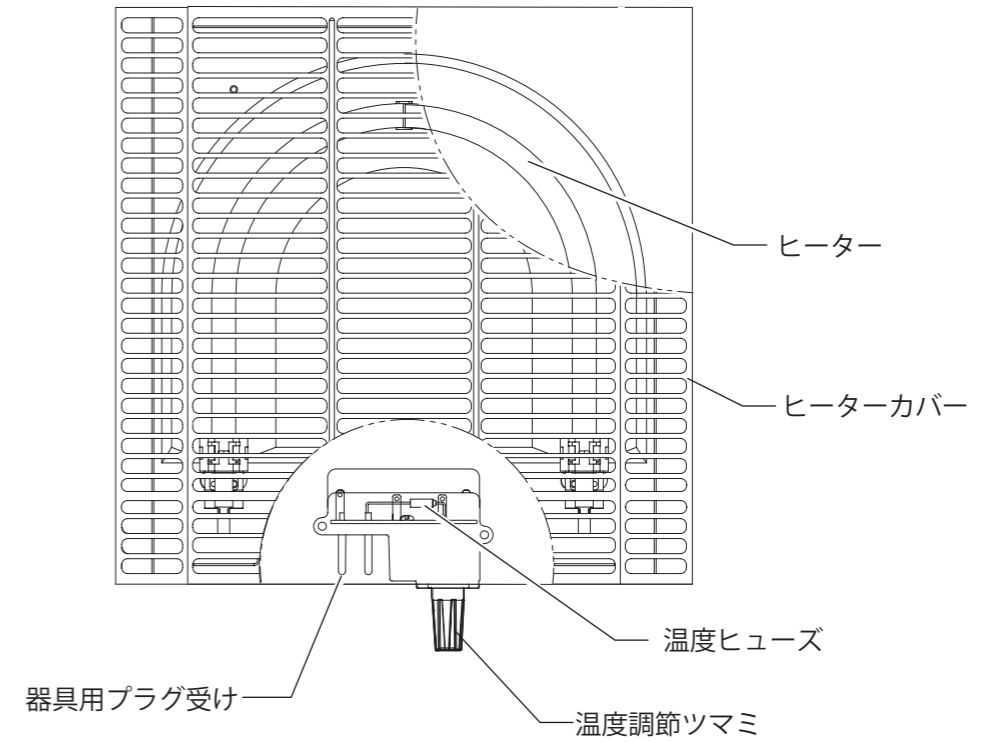 ヒーター
ヒーターカバー
温度ヒューズ
器具用プラグ受け
温度調節ツマミ